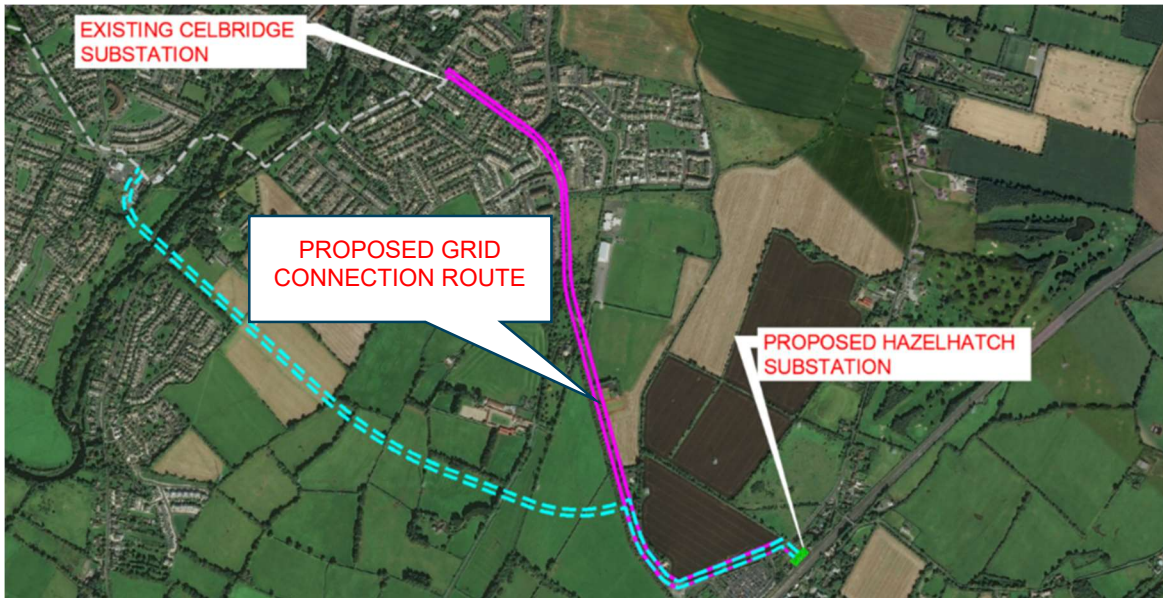 EXISTING CELBRIDGE
SUBSTATION
PROPOSED GRID
CONNECTION ROUTE
PROPOSED HAZELHATCH
SUBSTATION